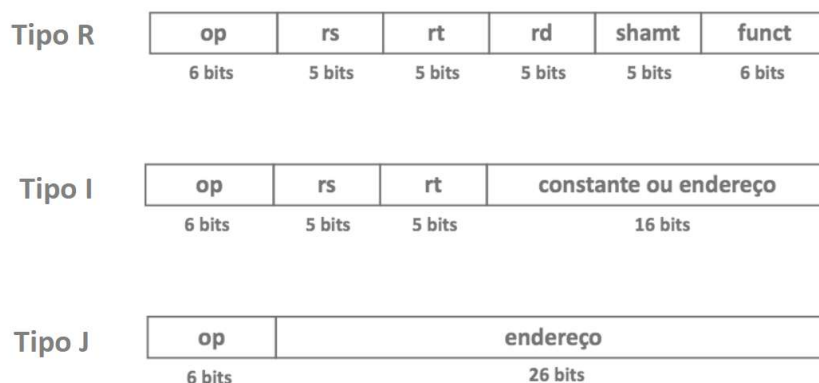 Tipo R op rs rt rd shamt funct
6 bits 5 bits 5 bits 5 bits 5 bits 6 bits
Tipo I op rs rt constante ou endereço
6 bits 5 bits 5 bits 16 bits
Tipo J op endereço
6 bits 26 bits